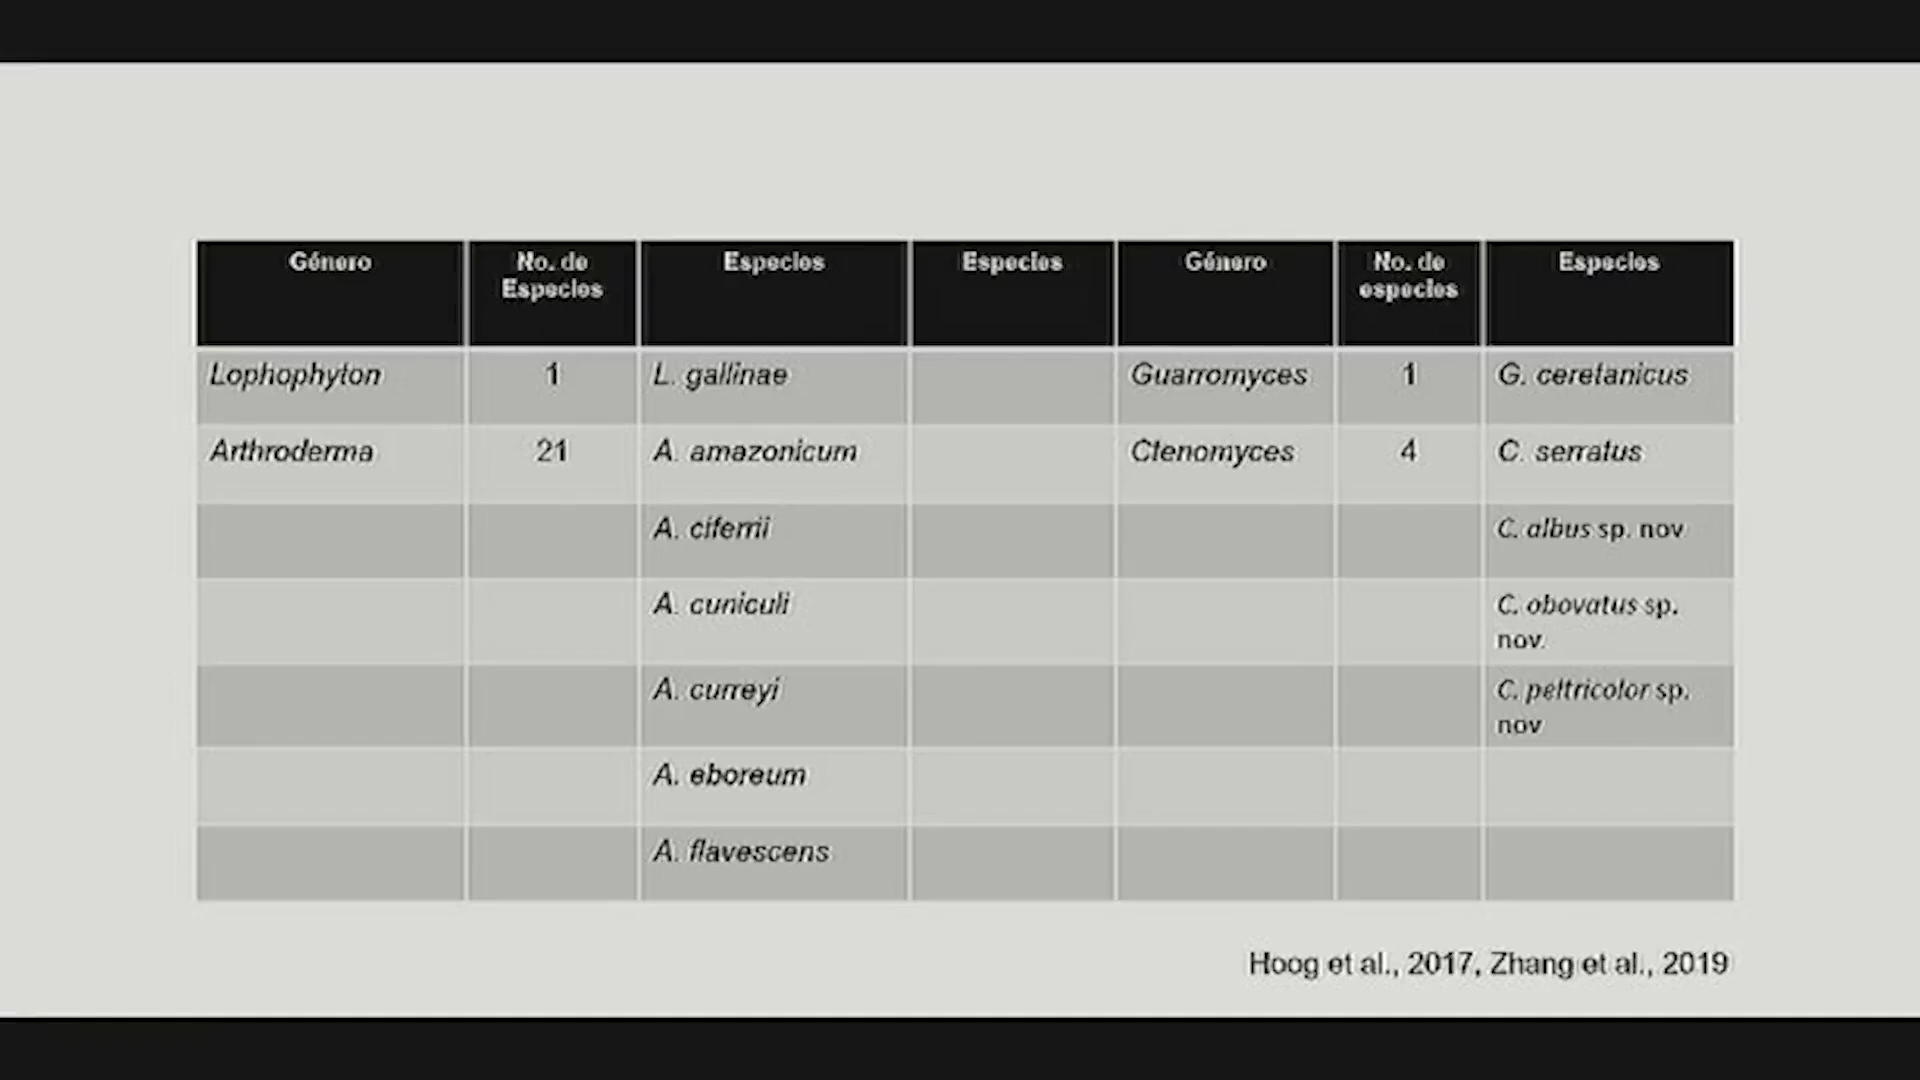 Género No. de Especies Especies Especies Género No. de especies Especies
Lophophyton 1 L. gallinae Guarromyces 1 G. ceretanicus
Arthroderma 21 A. amazonicum Ctenomyces 4 C. serratus
A. ciferrii C. albus sp. nov
A. cuniculi C. obovatus sp. nov.
A. curreyi C. peltricolor sp. nov
A. eboreum
A. flavescens
Hoog et al., 2017, Zhang et al., 2019